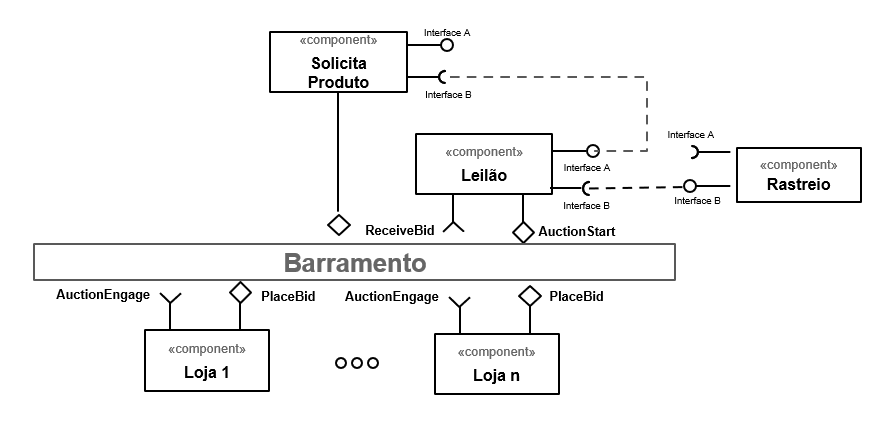 Interface A
«component»
Solicita
Produto
Interface B
Interface A
«component»
Leilão
Interface A
«component»
Rastreio
Interface B
Interface B
ReceiveBid
AuctionStart
Barramento
AuctionEngage
PlaceBid
AuctionEngage
PlaceBid
«component»
Loja 1
«component»
Loja n